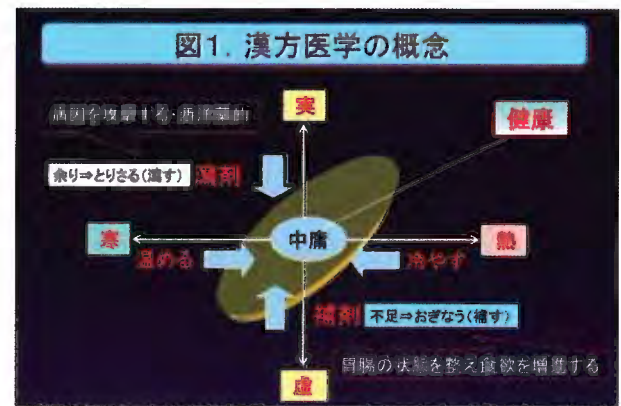 図1. 漢方医学の概念
実
健康
病因を攻撃する・西洋薬的
余り⇒とりさる(瀉す)
瀉剤
寒
中庸
熱
温める
冷やす
補剤
不足⇒おぎなう(補す)
胃腸の状態を整え食欲を増進する
虚